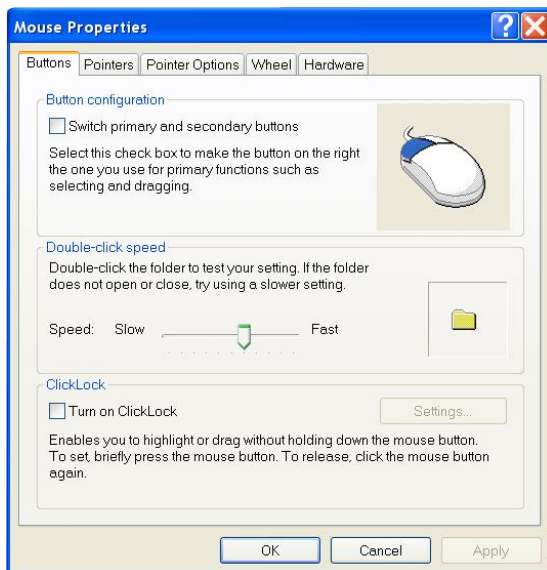 Mouse Properties
Buttons Pointers Pointer Options Wheel Hardware
Button configuration
Switch primary and secondary buttons
Select this check box to make the button on the right
the one you use for primary functions such as
selecting and dragging.
Double-click speed
Double-click the folder to test your setting. If the folder
does not open or close, try using a slower setting.
Speed: Slow Fast
ClickLock
Turn on ClickLock Settings...
Enables you to highlight or drag without holding down the mouse button.
To set, briefly press the mouse button. To release, click the mouse button
again.
OK Cancel Apply